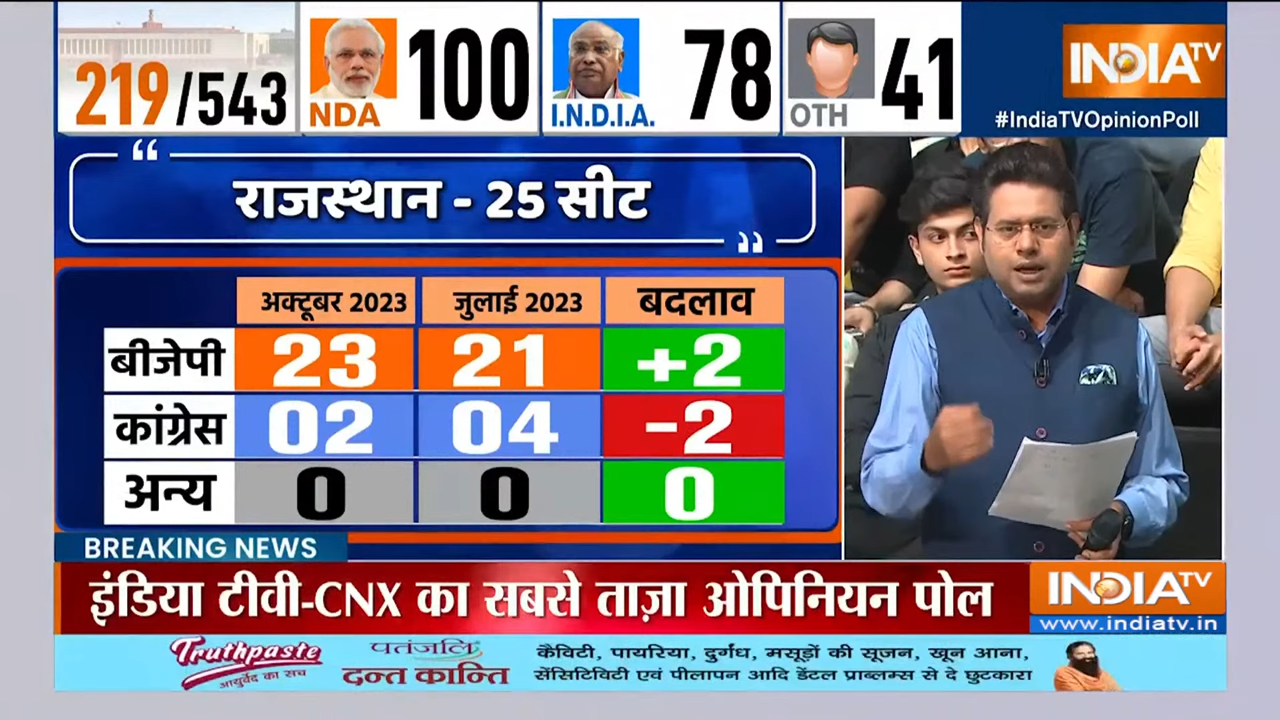 219/543
NDA 100
I.N.D.I.A. 78
OTH 41
INDIA TV
#IndiaTVOpinionPoll
“ राजस्थान - 25 सीट ”
अक्टूबर 2023 जुलाई 2023 बदलाव
बीजेपी 23 21 +2
कांग्रेस 02 04 -2
अन्य 0 0 0
BREAKING NEWS
इंडिया टीवी-CNX का सबसे ताज़ा ओपिनियन पोल
INDIA TV
www.indiatv.in
Truthpaste
आयुर्वेद का सच
पतंजलि
दन्त कान्ति
कैविटी, पायरिया, दुर्गंध, मसूड़ों की सूजन, खून आना,
सेंसिटिविटी एवं पीलापन आदि डेंटल प्राब्लम्स से दे छुटकारा